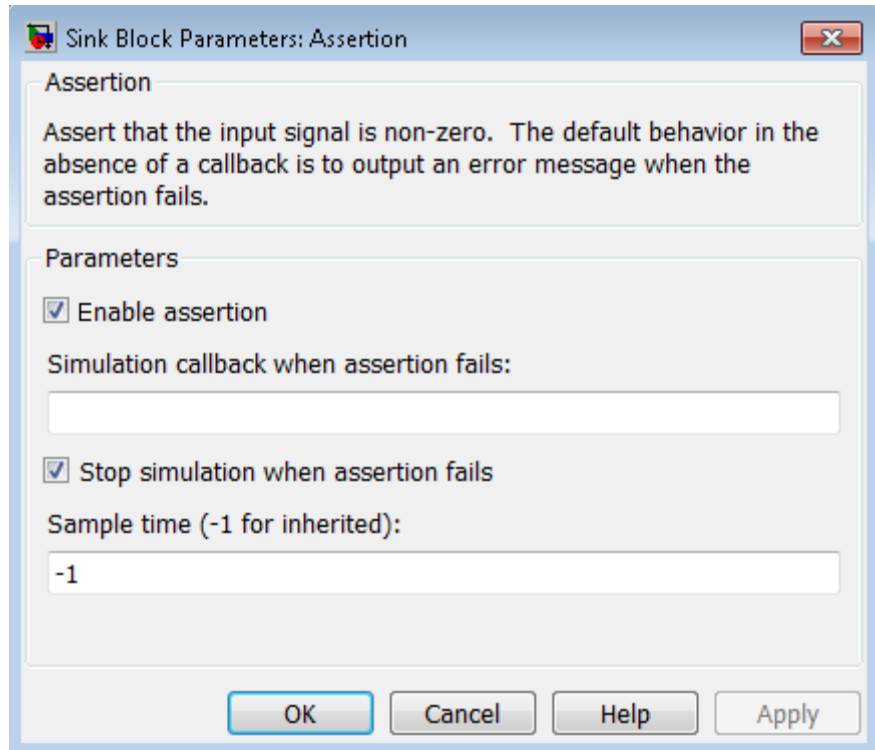 Sink Block Parameters: Assertion
Assertion
Assert that the input signal is non-zero.  The default behavior in the
absence of a callback is to output an error message when the
assertion fails.
Parameters
Enable assertion
Simulation callback when assertion fails:
Stop simulation when assertion fails
Sample time (-1 for inherited):
-1
OK Cancel Help Apply